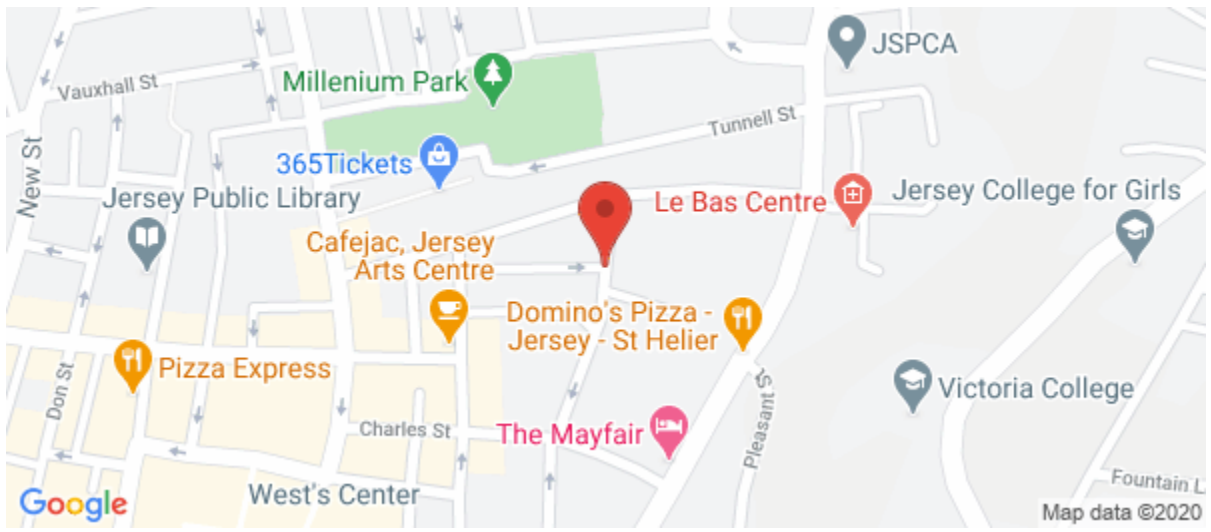 JSPCA
Millenium Park
Vauxhall St
Tunnell St
New St
365Tickets
Jersey Public Library
Le Bas Centre
Jersey College for Girls
Cafejac, Jersey
Arts Centre
Domino's Pizza -
Jersey - St Helier
Pizza Express
Don St
Victoria College
Pleasant St
Charles St
The Mayfair
West's Center
Fountain L
Google
Map data ©2020